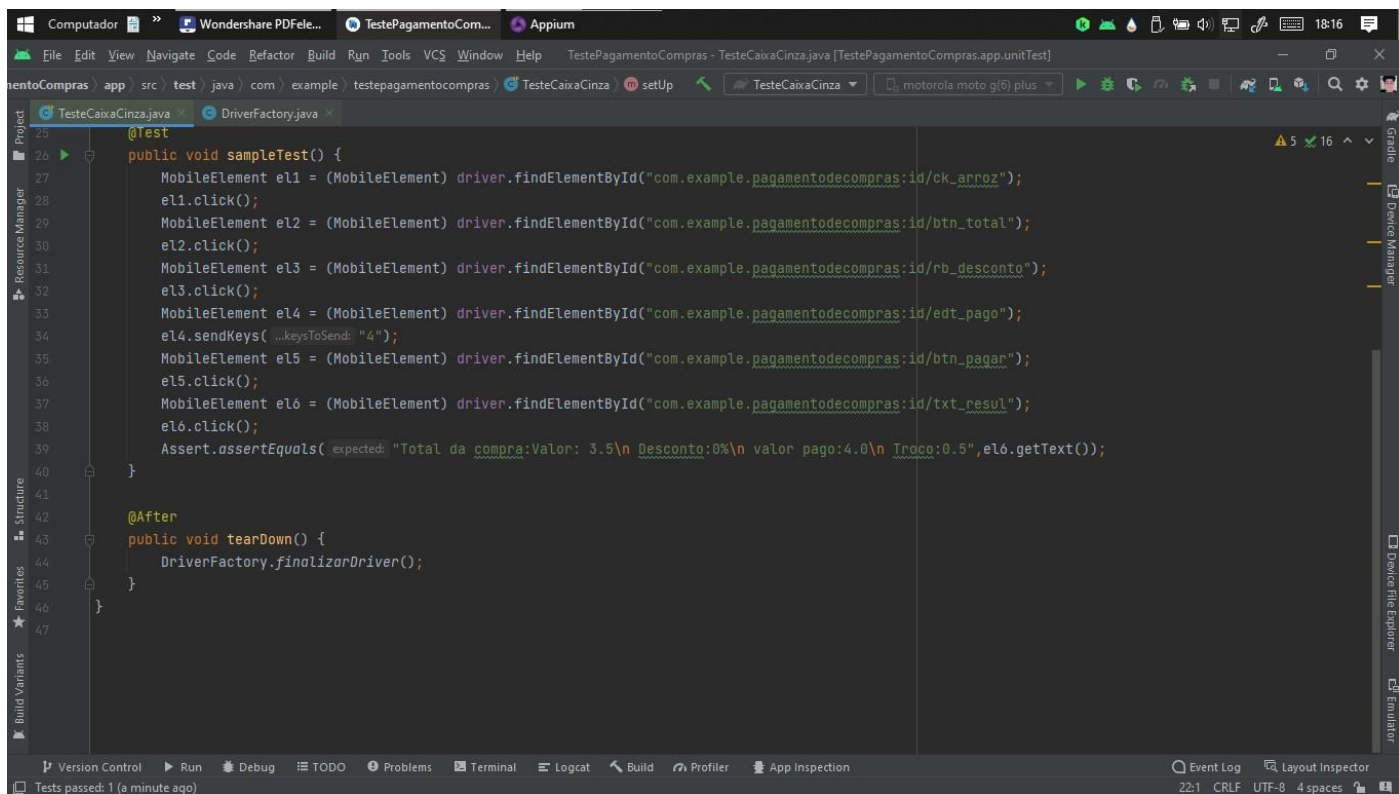 Computador
»
Wondershare PDFele...
TestePagamentoCom...
Appium
18:16
File Edit View Navigate Code Refactor Build Run Tools VCS Window Help
TestePagamentoCompras - TesteCaixaCinza.java [TestePagamentoCompras.app.unitTest]
nentoCompras 〉 app 〉 src 〉 test 〉 java 〉 com 〉 example 〉 testepagamentocompras 〉 TesteCaixaCinza 〉 setUp
TesteCaixaCinza
motorola moto g(6) plus
TesteCaixaCinza.java
DriverFactory.java
5 16
25 @Test
26 public void sampleTest() {
27 MobileElement el1 = (MobileElement) driver.findElementById("com.example.pagamentodecompras:id/ck_arroz");
28 el1.click();
29 MobileElement el2 = (MobileElement) driver.findElementById("com.example.pagamentodecompras:id/btn_total");
30 el2.click();
31 MobileElement el3 = (MobileElement) driver.findElementById("com.example.pagamentodecompras:id/rb_desconto");
32 el3.click();
33 MobileElement el4 = (MobileElement) driver.findElementById("com.example.pagamentodecompras:id/edt_pago");
34 el4.sendKeys( ...keysToSend: "4");
35 MobileElement el5 = (MobileElement) driver.findElementById("com.example.pagamentodecompras:id/btn_pagar");
36 el5.click();
37 MobileElement el6 = (MobileElement) driver.findElementById("com.example.pagamentodecompras:id/txt_resul");
38 el6.click();
39 Assert.assertEquals( expected: "Total da compra:Valor: 3.5\n Desconto:0%\n valor pago:4.0\n Troco:0.5",el6.getText());
40 }
41
42 @After
43 public void tearDown() {
44 DriverFactory.finalizarDriver();
45 }
46 }
47
Project
Resource Manager
Structure
Favorites
Build Variants
Gradle
Device Manager
Device File Explorer
Emulator
Version Control Run Debug TODO Problems Terminal Logcat Build Profiler App Inspection
Event Log Layout Inspector
Tests passed: 1 (a minute ago)
22:1 CRLF UTF-8 4 spaces